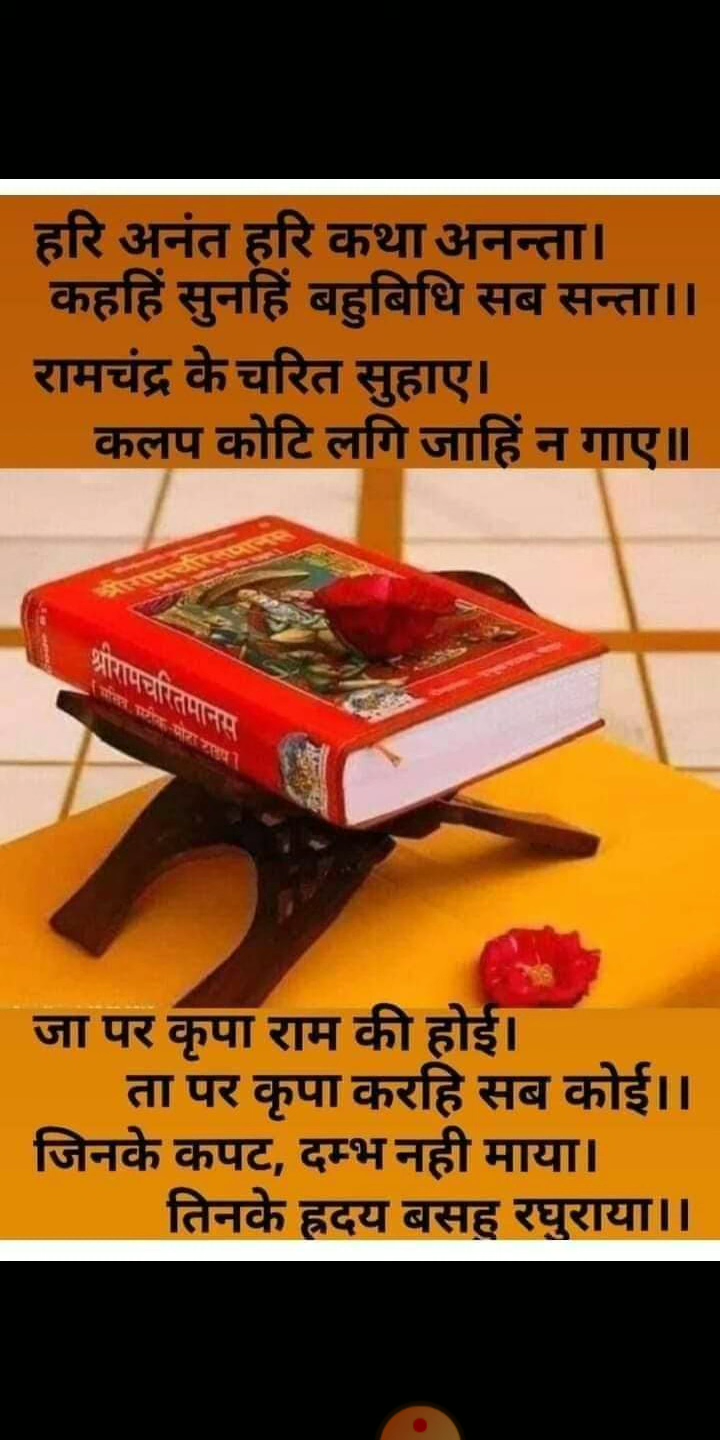 हरि अनंत हरि कथा अनन्ता।
कहहिं सुनहिं बहुबिधि सब सन्ता।।
रामचंद्र के चरित सुहाए।
कलप कोटि लगि जाहिं न गाए॥
श्रीरामचरितमानस
श्रीरामचरितमानस
जा पर कृपा राम की होई।
ता पर कृपा करहि सब कोई।।
जिनके कपट, दम्भ नही माया।
तिनके ह्रदय बसहु रघुराया।।